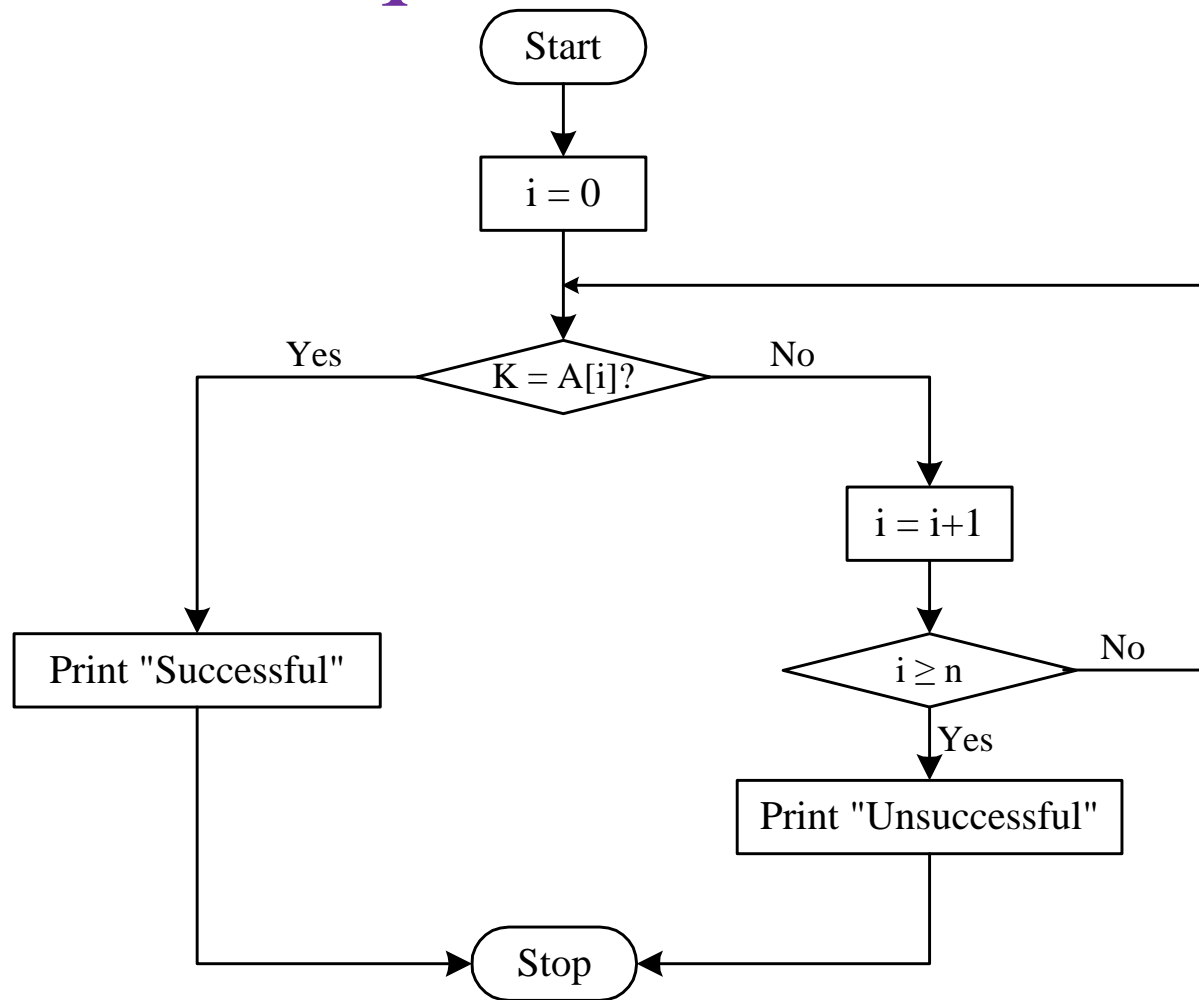 Start
i = 0
Yes
K = A[i]?
No
i = i+1
Print "Successful"
i ≥ n
No
Yes
Print "Unsuccessful"
Stop